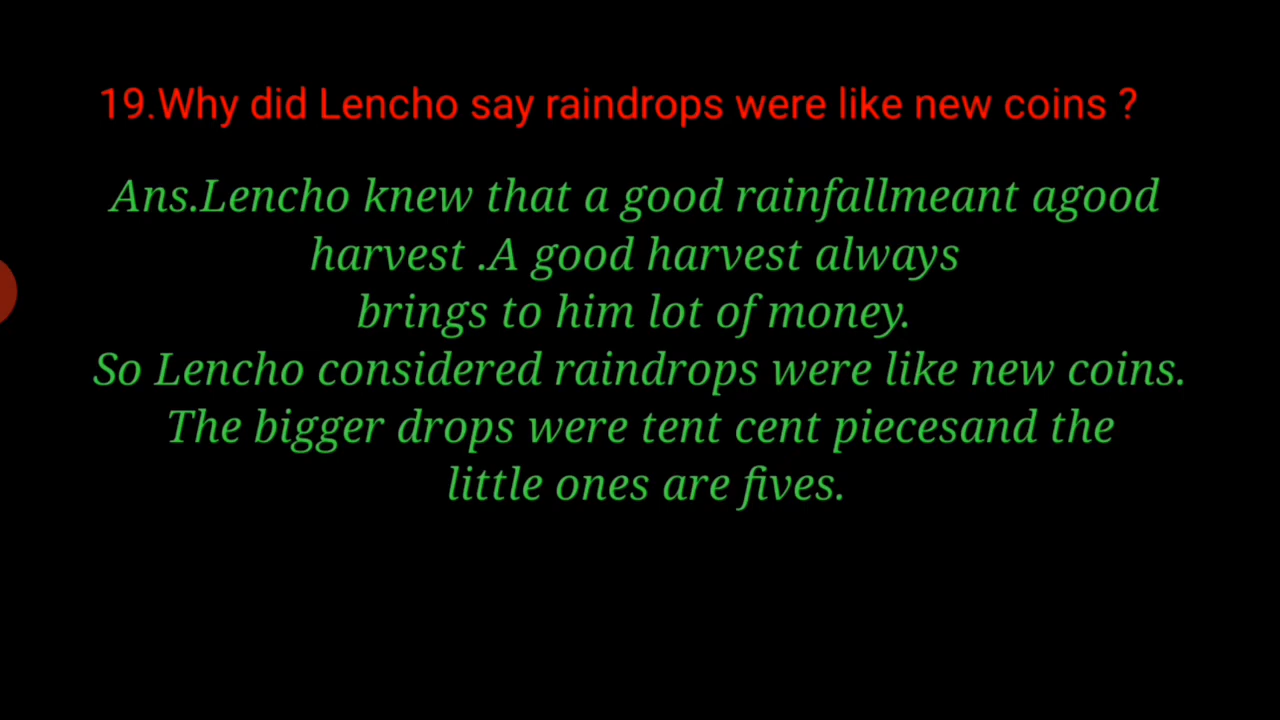 19.Why did Lencho say raindrops were like new coins ?
Ans.Lencho knew that a good rainfallmeant agood
harvest .A good harvest always
brings to him lot of money.
So Lencho considered raindrops were like new coins.
The bigger drops were tent cent piecesand the
little ones are fives.